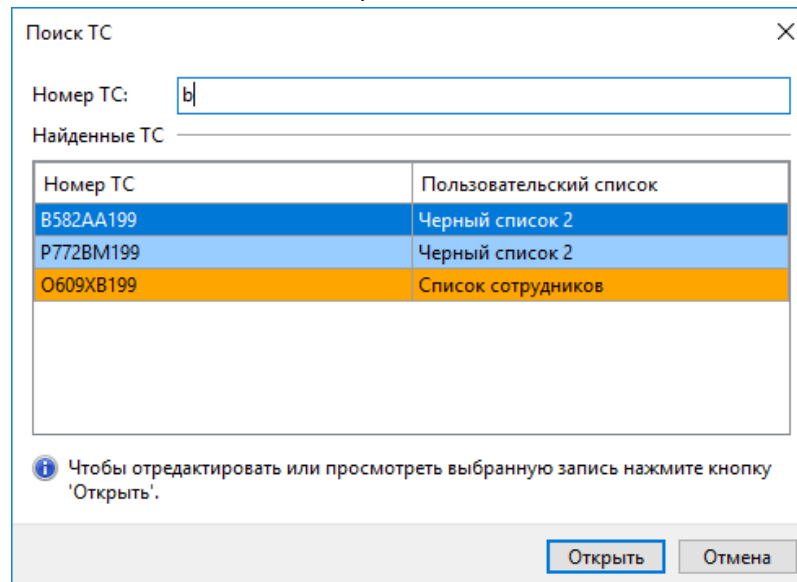 Поиск ТС
Номер ТС: b
Найденные ТС
Номер ТС Пользовательский список
B582AA199 Черный список 2
P772BM199 Черный список 2
O609XB199 Список сотрудников
Чтобы отредактировать или просмотреть выбранную запись нажмите кнопку
'Открыть'.
Открыть Отмена